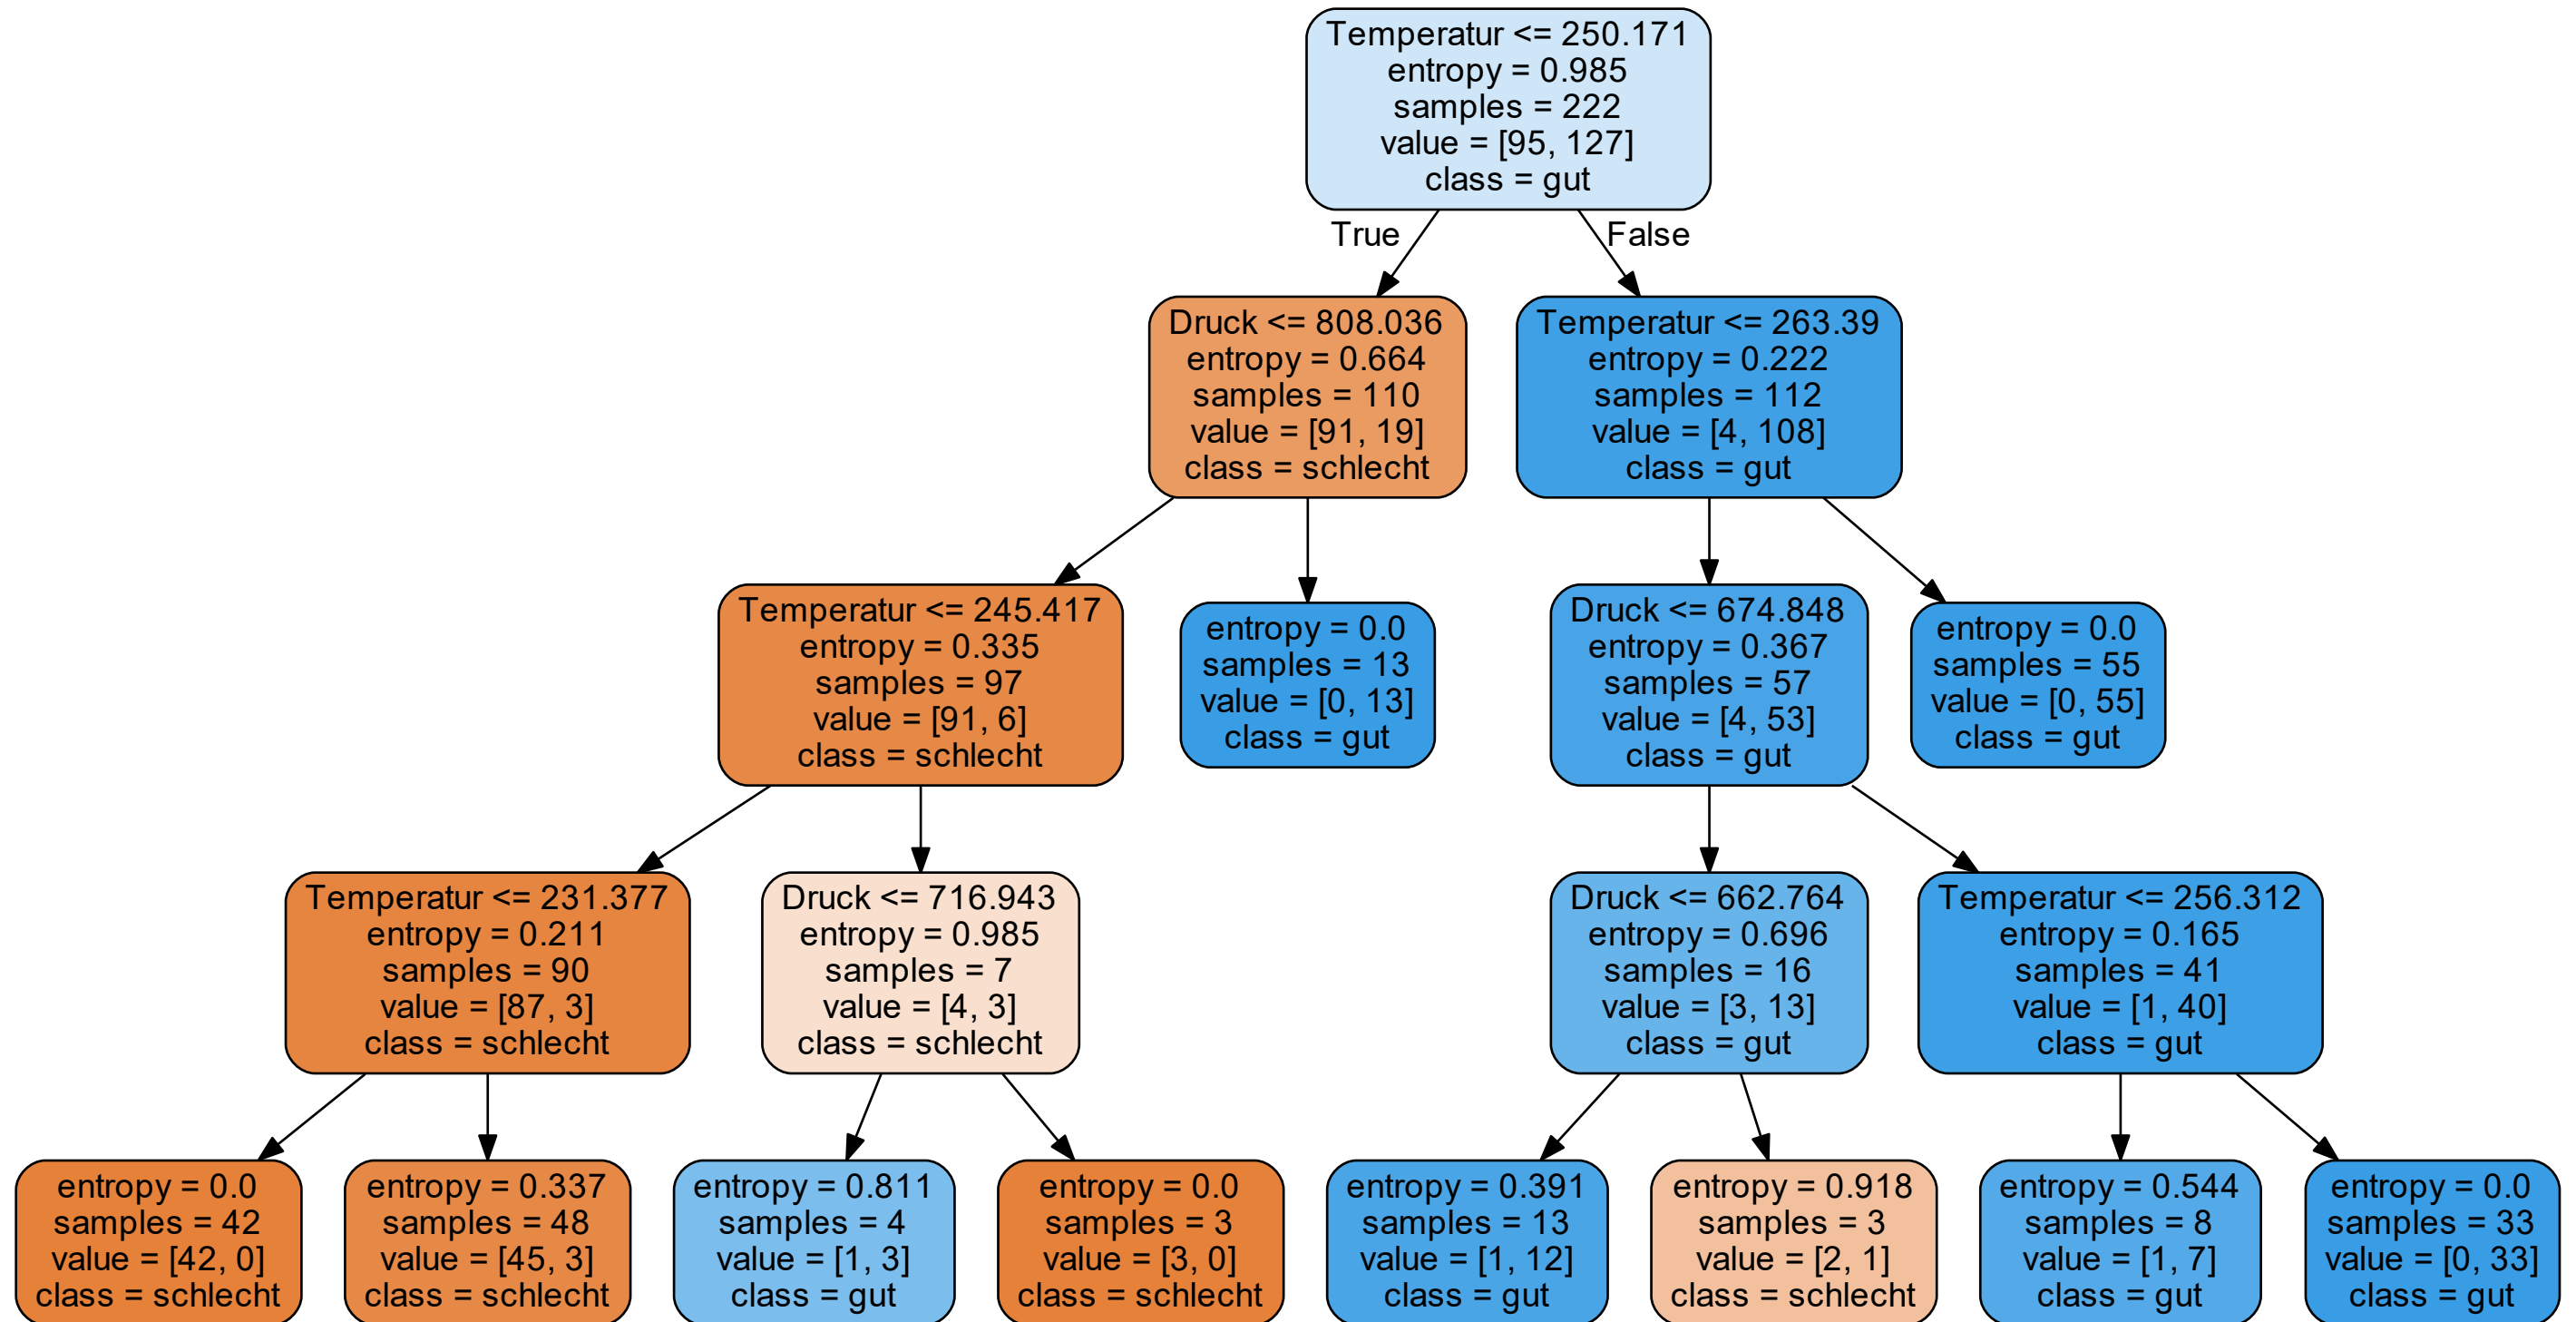 Temperatur <= 250.171
entropy = 0.985
samples = 222
value = [95, 127]
class = gut
True
False
Druck <= 808.036
entropy = 0.664
samples = 110
value = [91, 19]
class = schlecht
Temperatur <= 263.39
entropy = 0.222
samples = 112
value = [4, 108]
class = gut
Temperatur <= 245.417
entropy = 0.335
samples = 97
value = [91, 6]
class = schlecht
entropy = 0.0
samples = 13
value = [0, 13]
class = gut
Druck <= 674.848
entropy = 0.367
samples = 57
value = [4, 53]
class = gut
entropy = 0.0
samples = 55
value = [0, 55]
class = gut
Temperatur <= 231.377
entropy = 0.211
samples = 90
value = [87, 3]
class = schlecht
Druck <= 716.943
entropy = 0.985
samples = 7
value = [4, 3]
class = schlecht
Druck <= 662.764
entropy = 0.696
samples = 16
value = [3, 13]
class = gut
Temperatur <= 256.312
entropy = 0.165
samples = 41
value = [1, 40]
class = gut
entropy = 0.0
samples = 42
value = [42, 0]
class = schlecht
entropy = 0.337
samples = 48
value = [45, 3]
class = schlecht
entropy = 0.811
samples = 4
value = [1, 3]
class = gut
entropy = 0.0
samples = 3
value = [3, 0]
class = schlecht
entropy = 0.391
samples = 13
value = [1, 12]
class = gut
entropy = 0.918
samples = 3
value = [2, 1]
class = schlecht
entropy = 0.544
samples = 8
value = [1, 7]
class = gut
entropy = 0.0
samples = 33
value = [0, 33]
class = gut